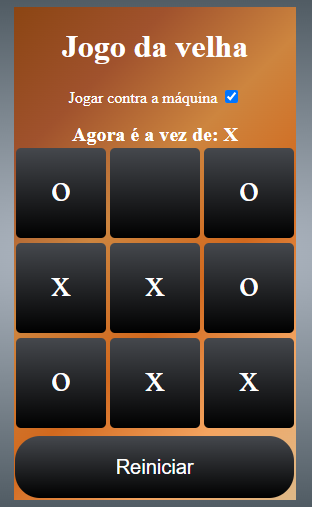 Jogo da velha
Jogar contra a máquina
Agora é a vez de: X
O O
X X O
O X X
Reiniciar